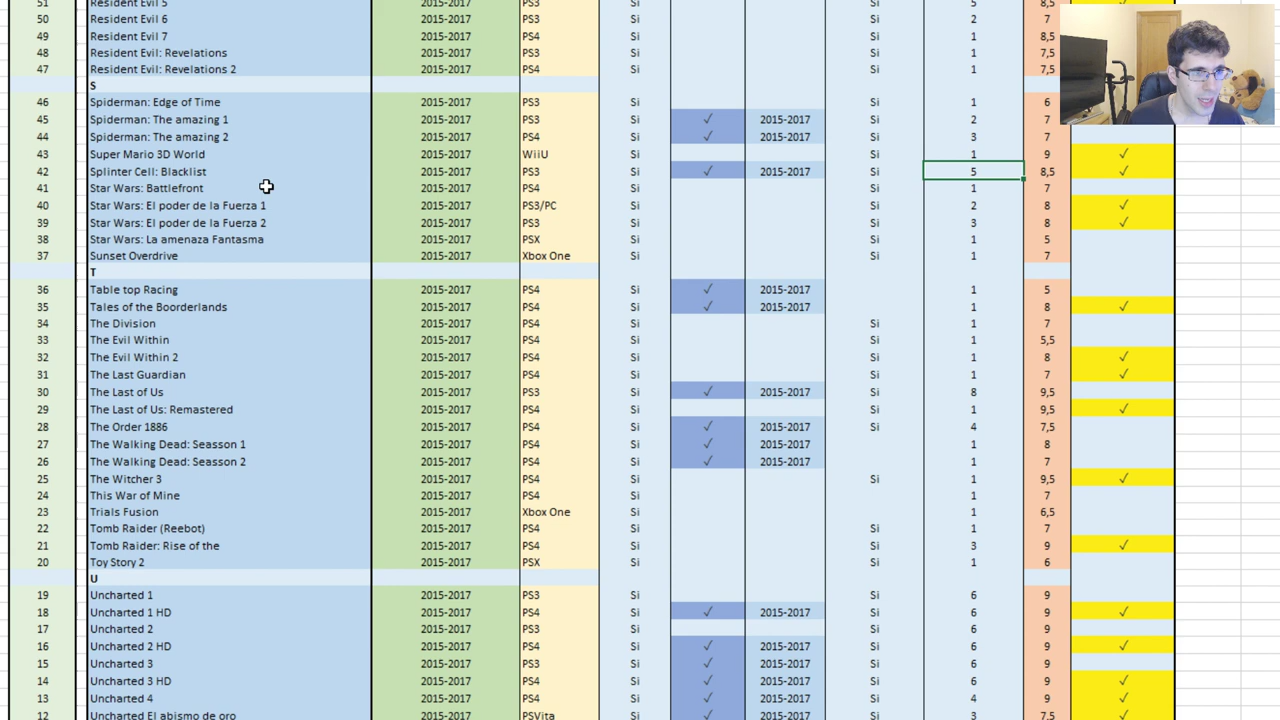 51 Resident Evil 5 2015-2017 PS3 Si Si 5 8,5
50 Resident Evil 6 2015-2017 PS3 Si Si 2 7
49 Resident Evil 7 2015-2017 PS4 Si Si 1 8,5
48 Resident Evil: Revelations 2015-2017 PS3 Si Si 1 7,5
47 Resident Evil: Revelations 2 2015-2017 PS4 Si Si 1 7,5
S
46 Spiderman: Edge of Time 2015-2017 PS3 Si Si 1 6
45 Spiderman: The amazing 1 2015-2017 PS3 Si ✓ 2015-2017 Si 2 7
44 Spiderman: The amazing 2 2015-2017 PS4 Si ✓ 2015-2017 Si 3 7
43 Super Mario 3D World 2015-2017 WiiU Si Si 1 9 ✓
42 Splinter Cell: Blacklist 2015-2017 PS3 Si ✓ 2015-2017 Si 5 8,5 ✓
41 Star Wars: Battlefront 2015-2017 PS4 Si Si 1 7
40 Star Wars: El poder de la Fuerza 1 2015-2017 PS3/PC Si Si 2 8 ✓
39 Star Wars: El poder de la Fuerza 2 2015-2017 PS3 Si Si 3 8 ✓
38 Star Wars: La amenaza Fantasma 2015-2017 PSX Si Si 1 5
37 Sunset Overdrive 2015-2017 Xbox One Si Si 1 7
T
36 Table top Racing 2015-2017 PS4 Si ✓ 2015-2017 1 5
35 Tales of the Boorderlands 2015-2017 PS4 Si ✓ 2015-2017 1 8 ✓
34 The Division 2015-2017 PS4 Si Si 1 7
33 The Evil Within 2015-2017 PS4 Si Si 1 5,5
32 The Evil Within 2 2015-2017 PS4 Si Si 1 8 ✓
31 The Last Guardian 2015-2017 PS4 Si Si 1 7 ✓
30 The Last of Us 2015-2017 PS3 Si ✓ 2015-2017 Si 8 9,5
29 The Last of Us: Remastered 2015-2017 PS4 Si Si 1 9,5 ✓
28 The Order 1886 2015-2017 PS4 Si ✓ 2015-2017 Si 4 7,5
27 The Walking Dead: Seasson 1 2015-2017 PS4 Si ✓ 2015-2017 1 8
26 The Walking Dead: Seasson 2 2015-2017 PS4 Si ✓ 2015-2017 1 7
25 The Witcher 3 2015-2017 PS4 Si Si 1 9,5 ✓
24 This War of Mine 2015-2017 PS4 Si 1 7
23 Trials Fusion 2015-2017 Xbox One Si 1 6,5
22 Tomb Raider (Reebot) 2015-2017 PS4 Si Si 1 7
21 Tomb Raider: Rise of the 2015-2017 PS4 Si Si 3 9 ✓
20 Toy Story 2 2015-2017 PSX Si Si 1 6
U
19 Uncharted 1 2015-2017 PS3 Si Si 6 9
18 Uncharted 1 HD 2015-2017 PS4 Si ✓ 2015-2017 Si 6 9 ✓
17 Uncharted 2 2015-2017 PS3 Si Si 6 9
16 Uncharted 2 HD 2015-2017 PS4 Si ✓ 2015-2017 Si 6 9 ✓
15 Uncharted 3 2015-2017 PS3 Si ✓ 2015-2017 Si 6 9
14 Uncharted 3 HD 2015-2017 PS4 Si ✓ 2015-2017 Si 6 9 ✓
13 Uncharted 4 2015-2017 PS4 Si ✓ 2015-2017 Si 4 9 ✓
12 Uncharted El abismo de oro 2015-2017 PSVita Si ✓ 2015-2017 Si 3 7,5 ✓